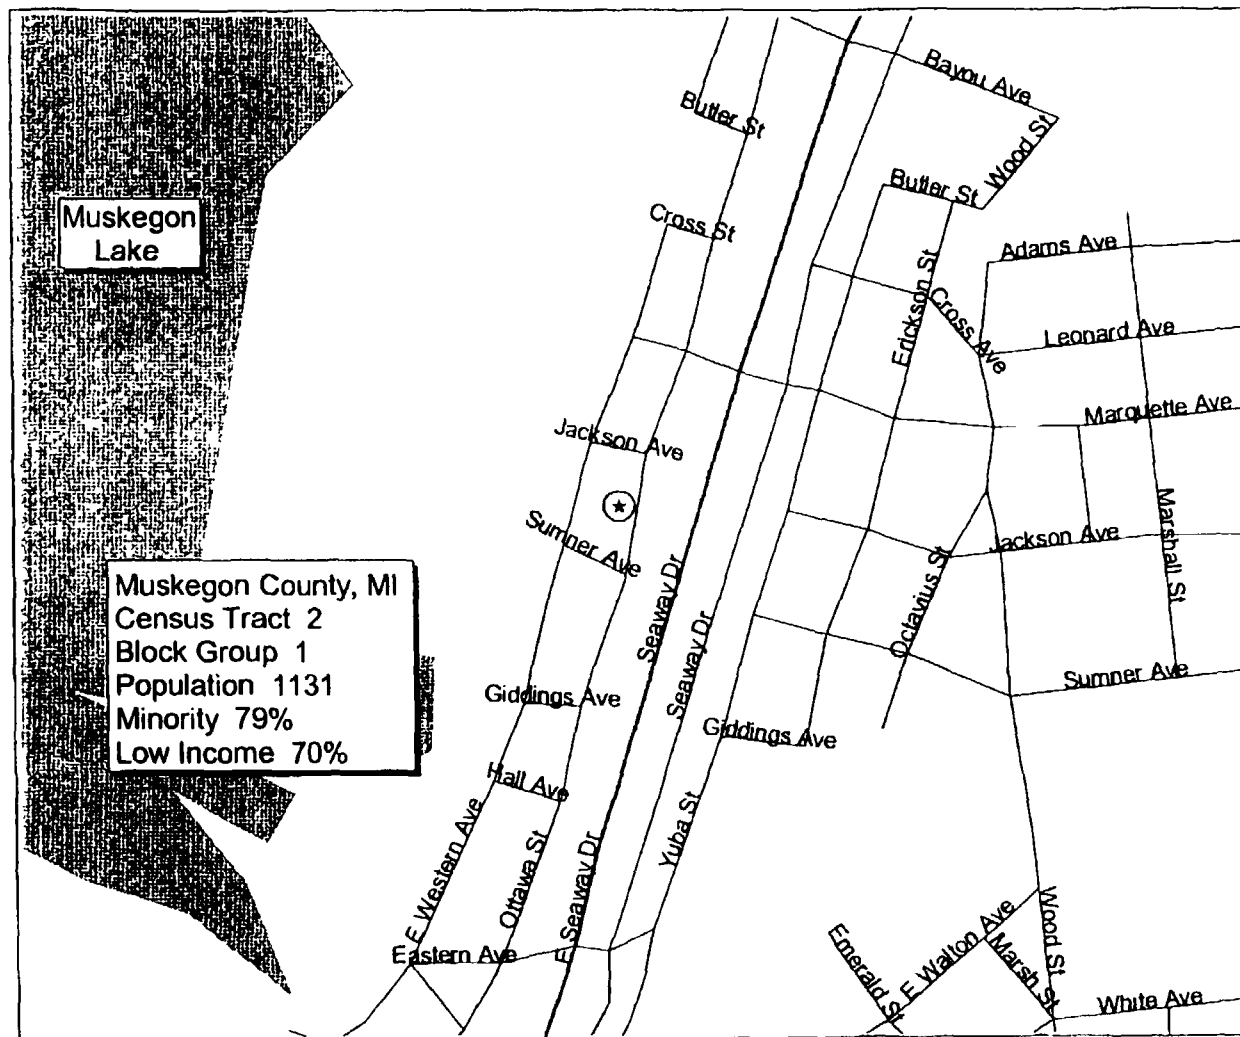 Bayou Ave
Butler St
Wood St
Butler St
Muskegon
Lake
Cross St
Adams Ave
Erickson St
Cross Ave
Leonard Ave
Marquette Ave
Jackson Ave
Sumner Ave
Marshall St
Jackson Ave
Octavius St
Seaway Dr
Seaway Dr
Muskegon County, MI
Census Tract 2
Block Group 1
Population 1131
Minority 79%
Low Income 70%
Sumner Ave
Giddings Ave
Giddings Ave
Hall Ave
E Western Ave
Ottawa St
E Seaway Dr
Yuba St
Eastern Ave
Emerald St
E Walton Ave
Marsh St
Wood St
White Ave